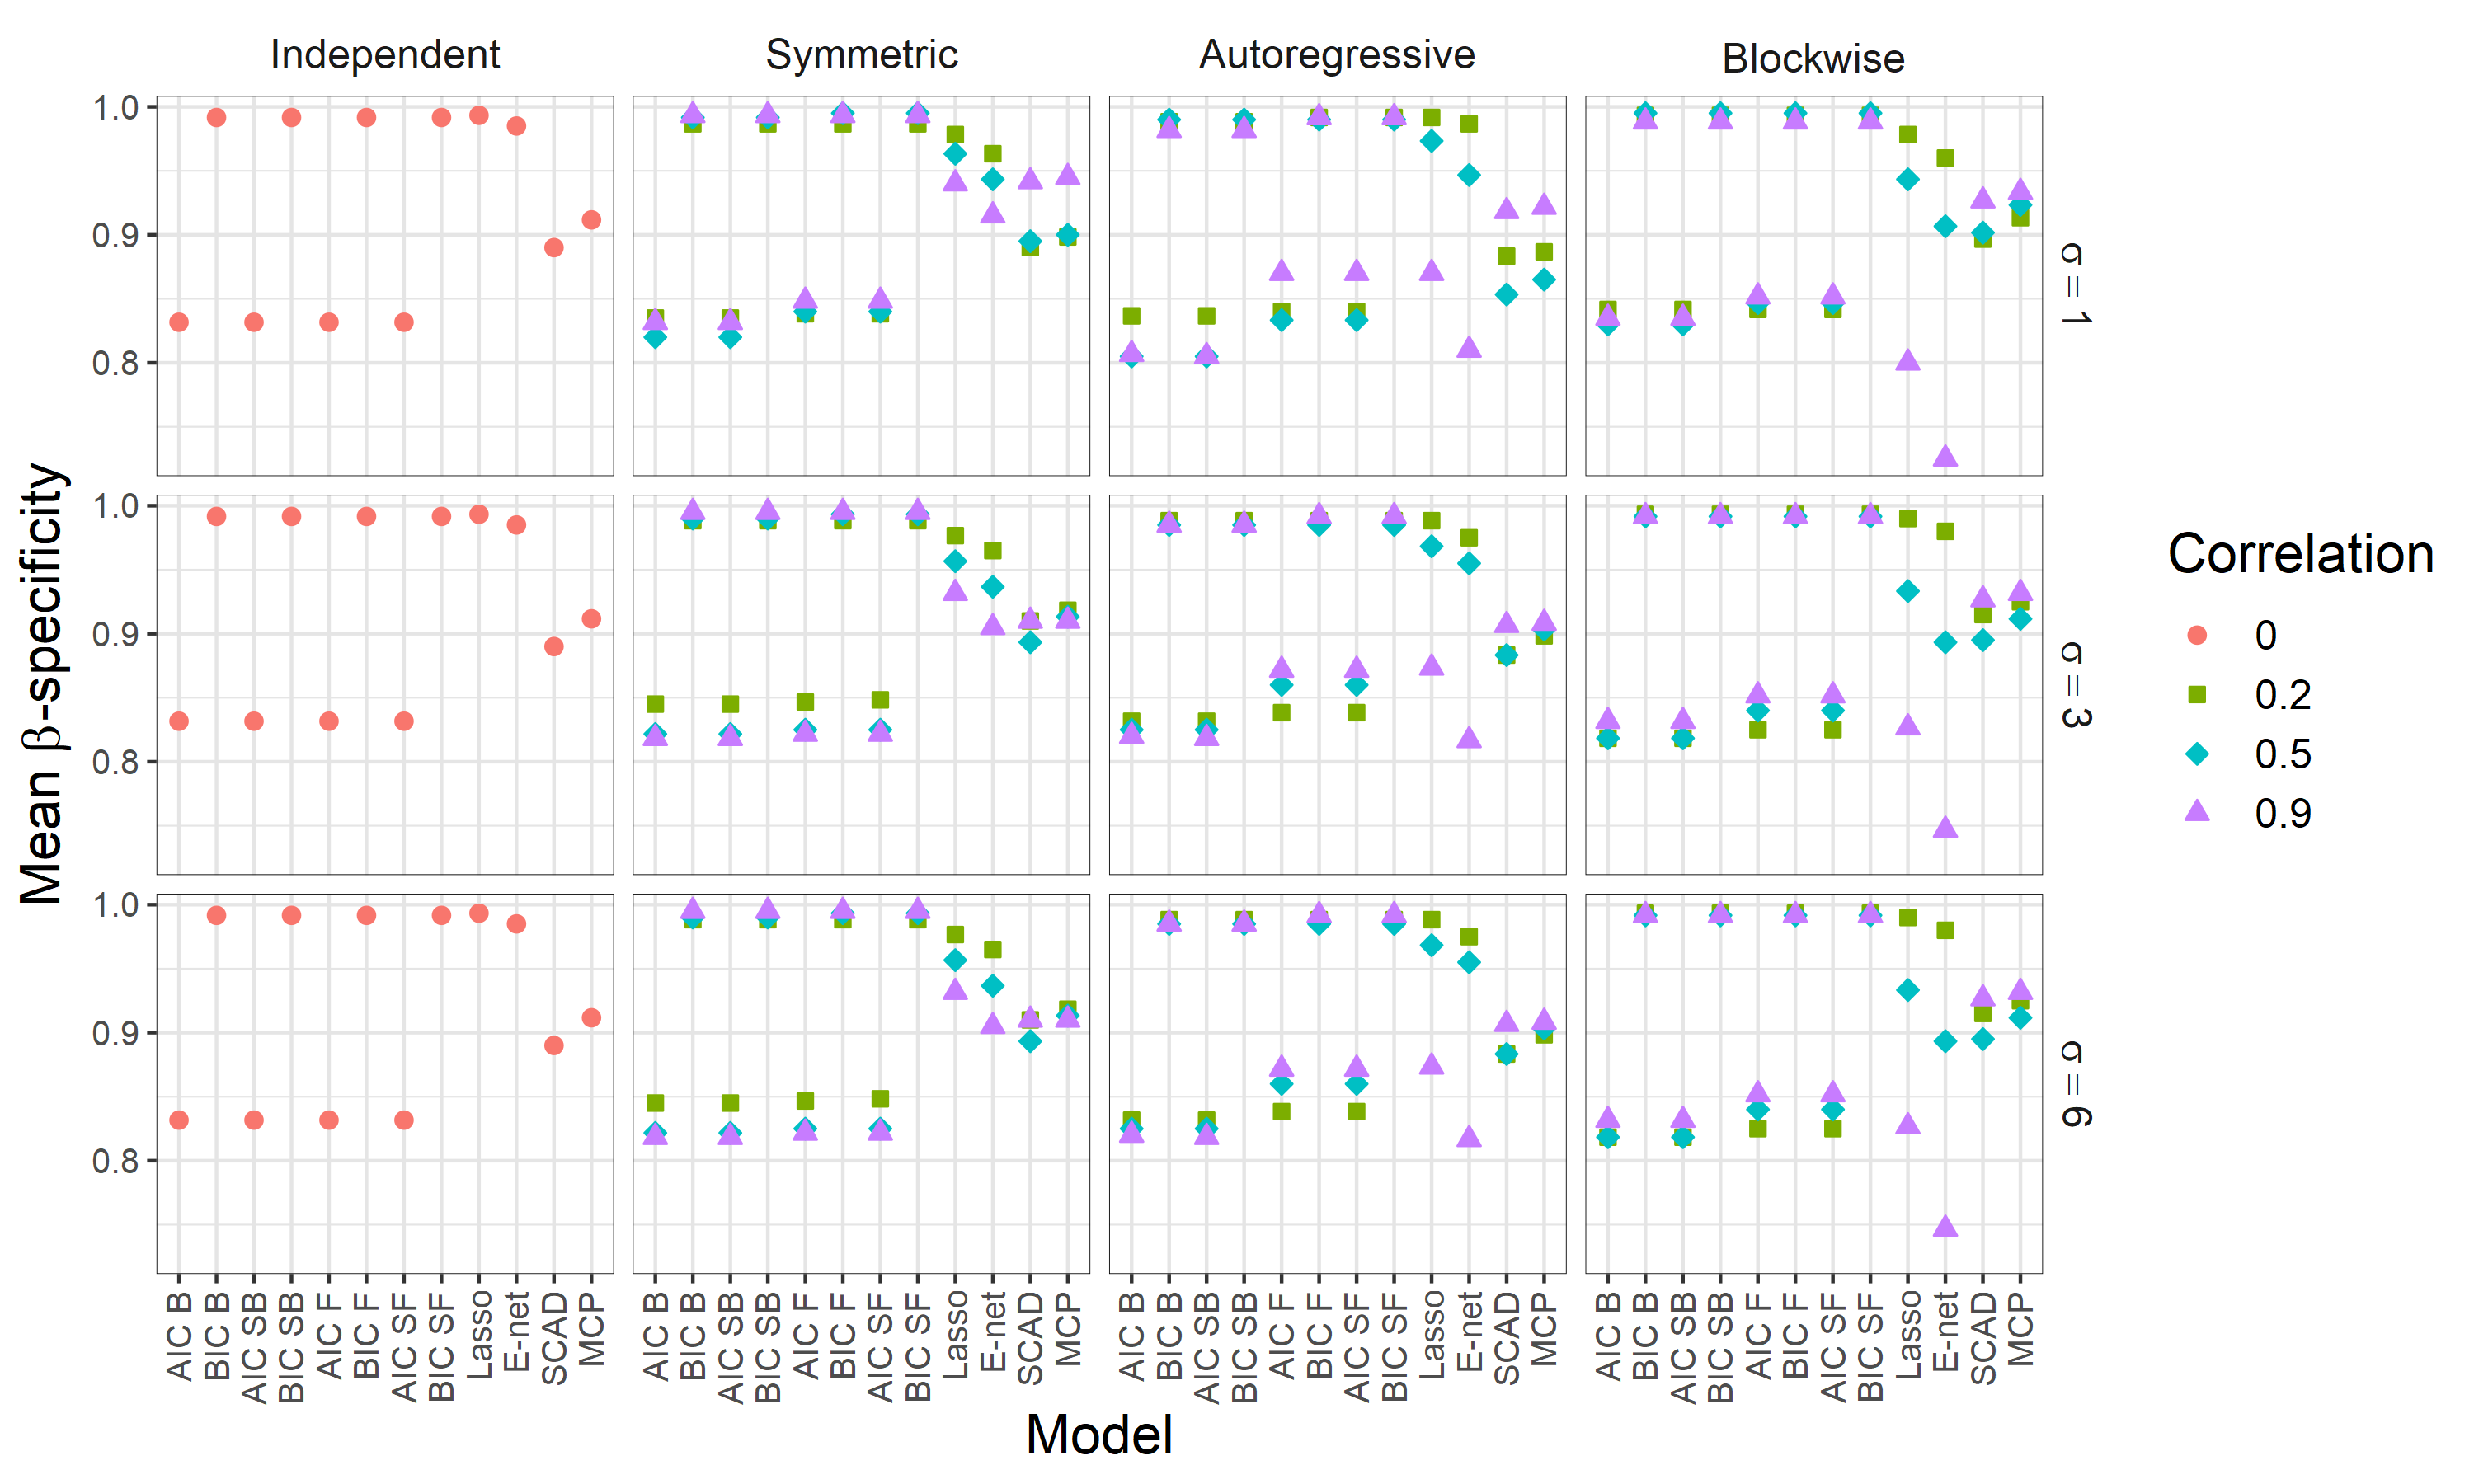 Independent
Symmetric
Autoregressive
Blockwise
1.0
0.9
0.8
σ = 1
1.0
0.9
0.8
σ = 3
1.0
0.9
0.8
σ = 6
Mean β-specificity
AIC B
BIC B
AIC SB
BIC SB
AIC F
BIC F
AIC SF
BIC SF
Lasso
E-net
SCAD
MCP
AIC B
BIC B
AIC SB
BIC SB
AIC F
BIC F
AIC SF
BIC SF
Lasso
E-net
SCAD
MCP
AIC B
BIC B
AIC SB
BIC SB
AIC F
BIC F
AIC SF
BIC SF
Lasso
E-net
SCAD
MCP
AIC B
BIC B
AIC SB
BIC SB
AIC F
BIC F
AIC SF
BIC SF
Lasso
E-net
SCAD
MCP
Model
Correlation
0
0.2
0.5
0.9